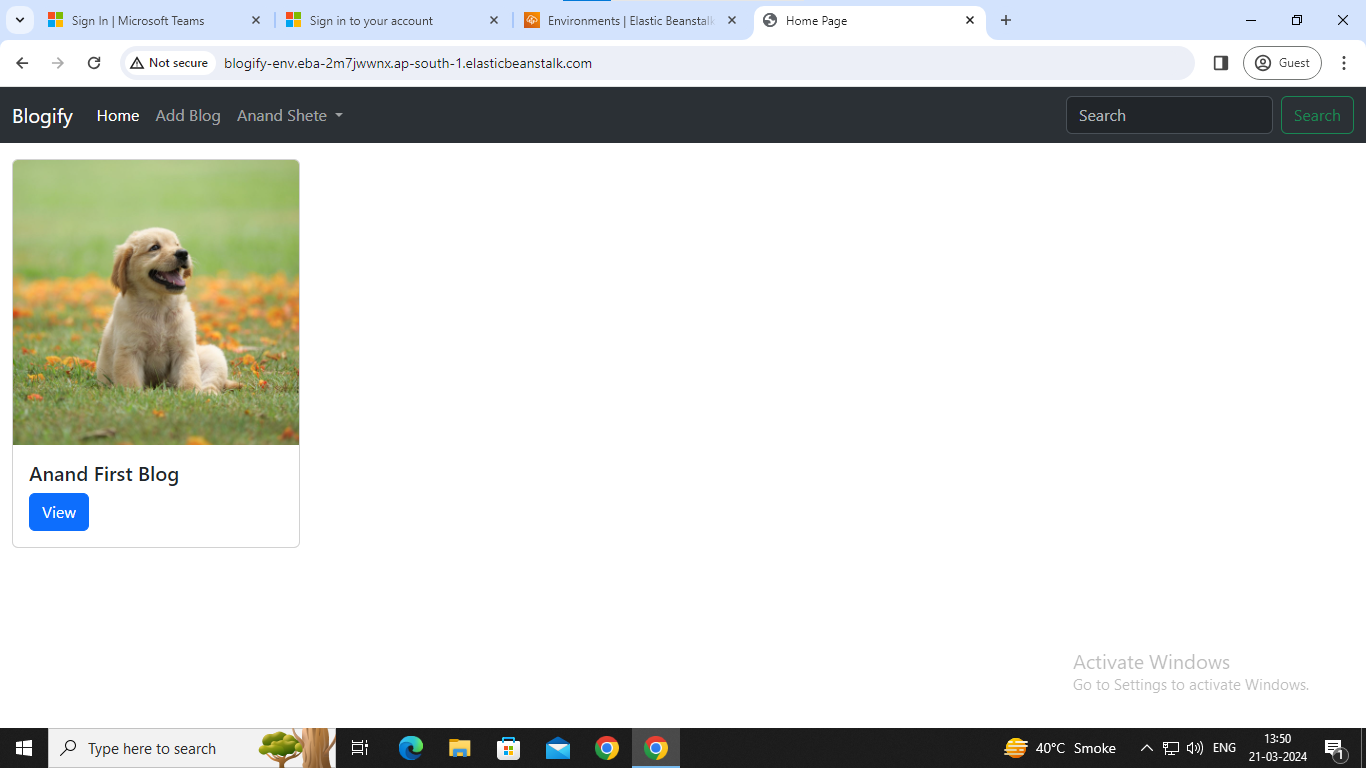 Sign In | Microsoft Teams
Sign in to your account
Environments | Elastic Beanstalk
Home Page
Not secure
blogify-env.eba-2m7jwwnx.ap-south-1.elasticbeanstalk.com
Guest
Blogify Home Add Blog Anand Shete
Search
Search
Anand First Blog
View
Activate Windows
Go to Settings to activate Windows.
Type here to search
40°C Smoke
ENG
13:50
21-03-2024
1